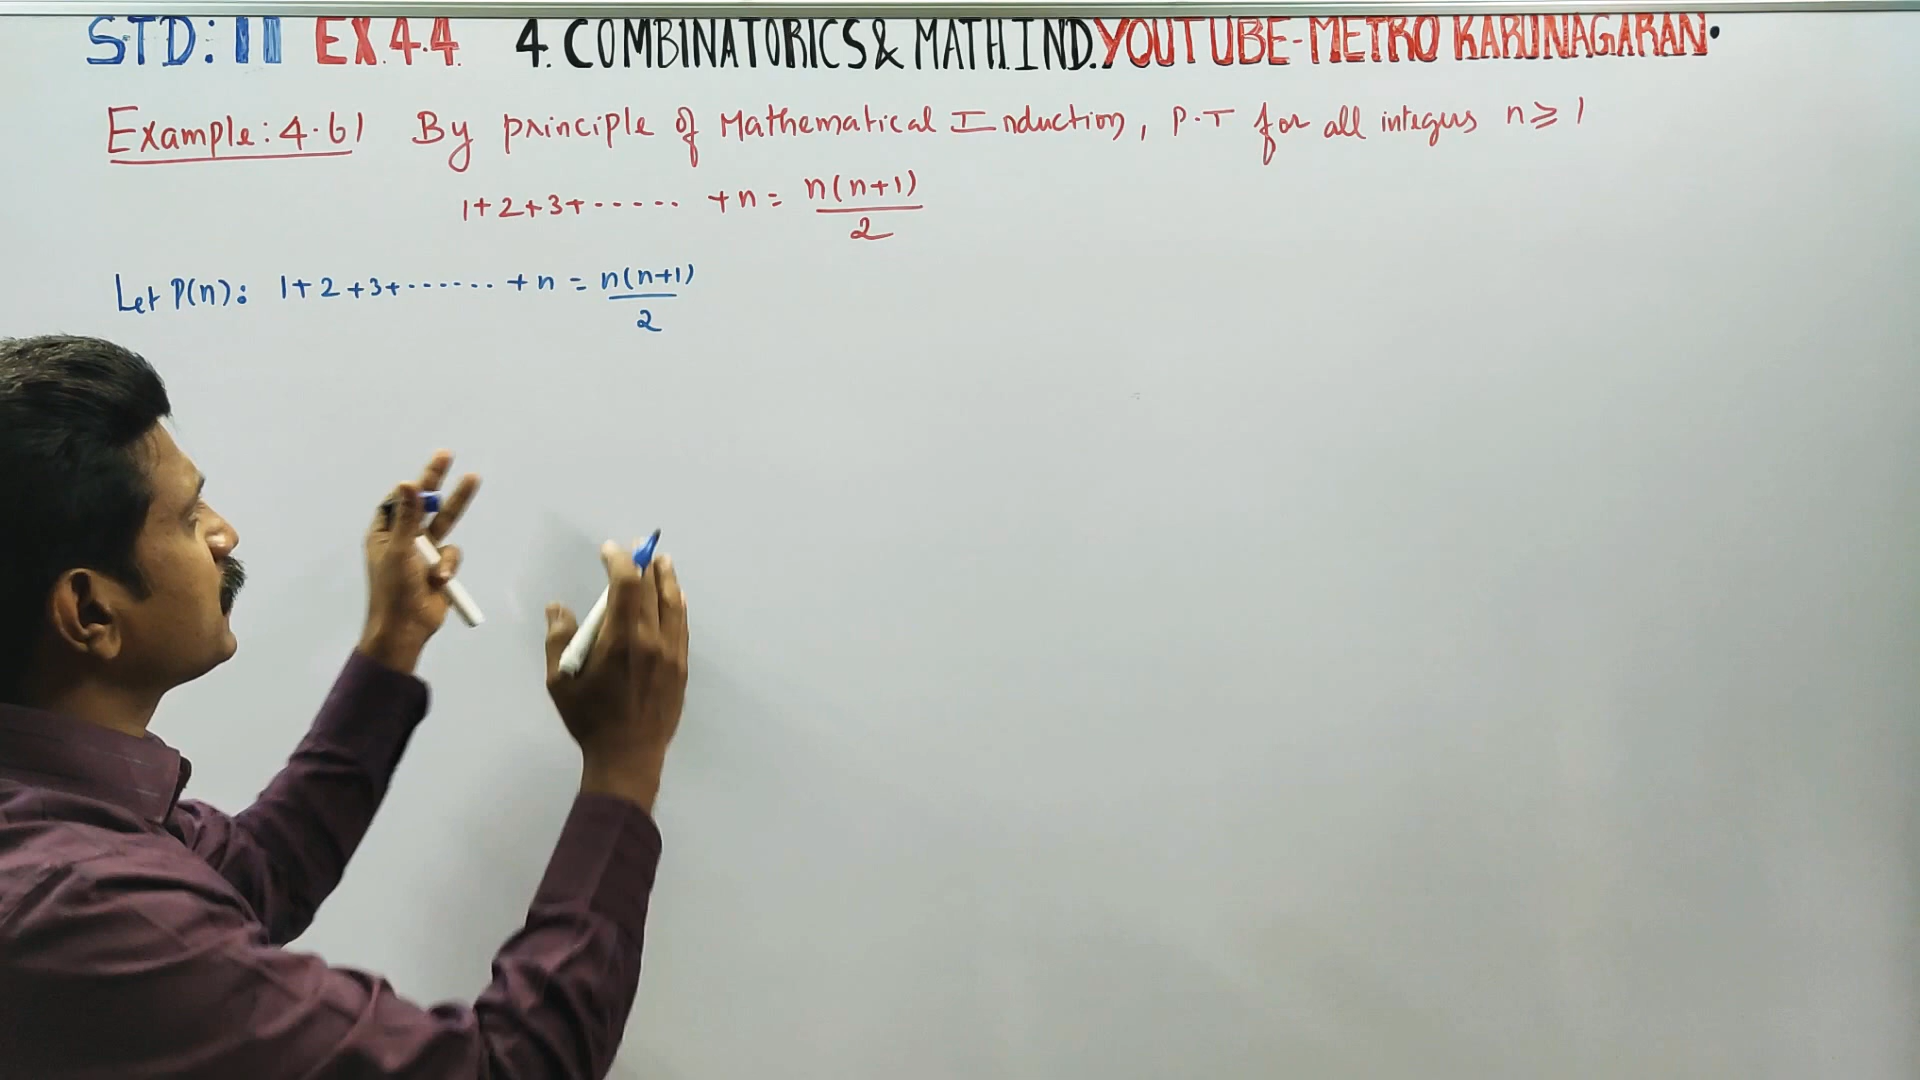 STD: 11 EX.4.4. 4. COMBINATORICS & MATH.IND. YOUTUBE-METRO KARUNAGARAN.
Example: 4.61 By principle of Mathematical Induction, P.T for all integers n ≥ 1
1+2+3+ ..... +n = n(n+1)/2
Let P(n): 1+2+3+ ...... +n = n(n+1)/2